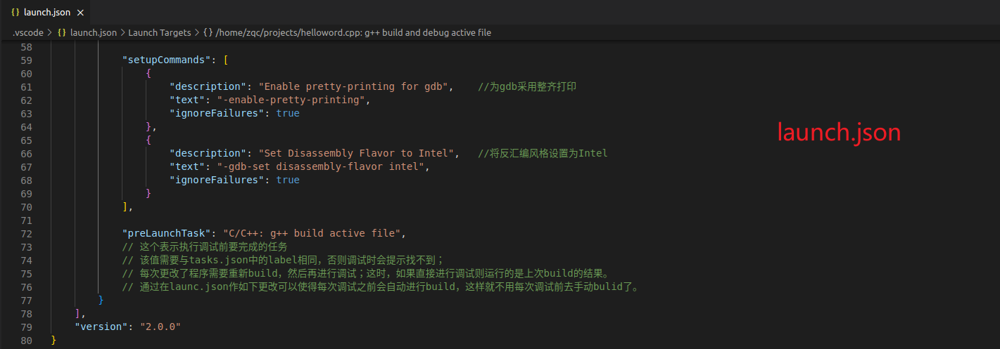 {} launch.json ×
.vscode > {} launch.json > Launch Targets > {} /home/zqc/projects/helloword.cpp: g++ build and debug active file
58
59 "setupCommands": [
60 {
61 "description": "Enable pretty-printing for gdb", //为gdb采用整齐打印
62 "text": "-enable-pretty-printing",
63 "ignoreFailures": true
64 },
65 {
66 "description": "Set Disassembly Flavor to Intel", //将反汇编风格设置为Intel
67 "text": "-gdb-set disassembly-flavor intel",
68 "ignoreFailures": true
69 }
70 ],
71
72 "preLaunchTask": "C/C++: g++ build active file",
73 // 这个表示执行调试前要完成的任务
74 // 该值需要与tasks.json中的label相同，否则调试时会提示找不到；
75 // 每次更改了程序需要重新build，然后再进行调试；这时，如果直接进行调试则运行的是上次build的结果。
76 // 通过在launc.json作如下更改可以使得每次调试之前会自动进行build，这样就不用每次调试前去手动bulid了。
77 }
78 ],
79 "version": "2.0.0"
80 }
launch.json